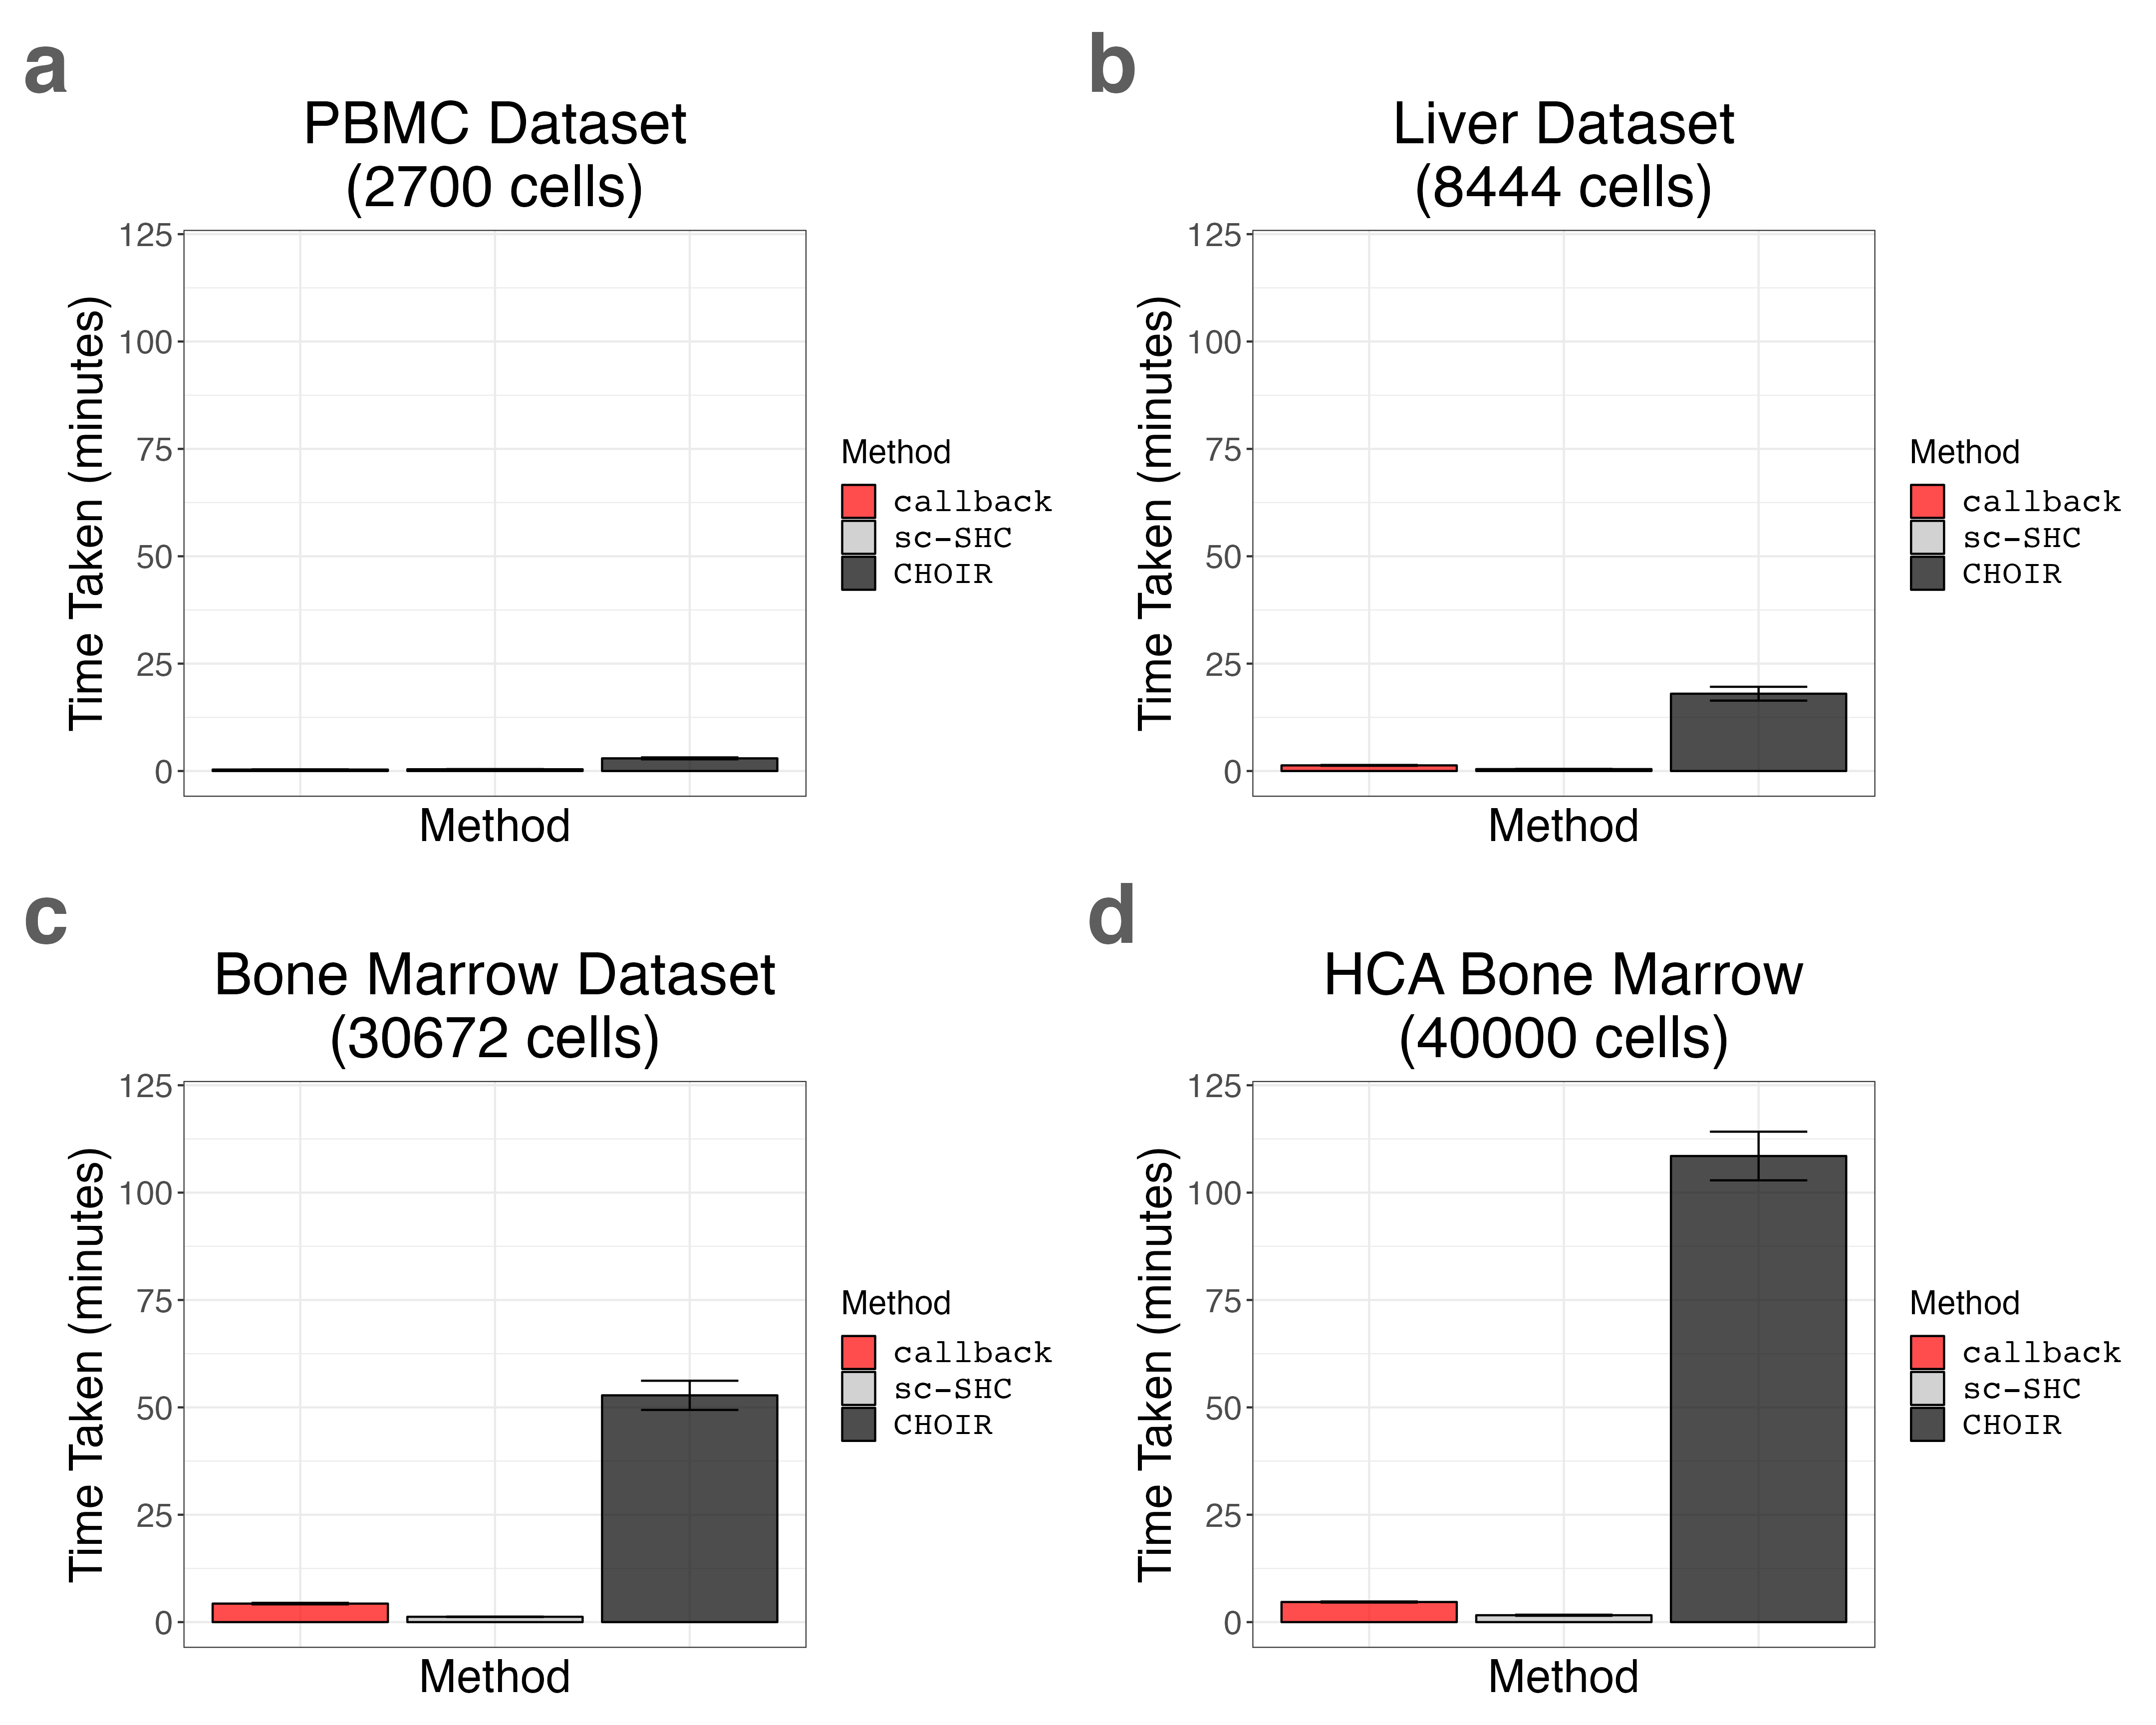 a
PBMC Dataset
(2700 cells)
125
100
75
50
25
0
Time Taken (minutes)
Method
Method
callback
sc-SHC
CHOIR
b
Liver Dataset
(8444 cells)
125
100
75
50
25
0
Time Taken (minutes)
Method
Method
callback
sc-SHC
CHOIR
c
Bone Marrow Dataset
(30672 cells)
125
100
75
50
25
0
Time Taken (minutes)
Method
Method
callback
sc-SHC
CHOIR
d
HCA Bone Marrow
(40000 cells)
125
100
75
50
25
0
Time Taken (minutes)
Method
Method
callback
sc-SHC
CHOIR